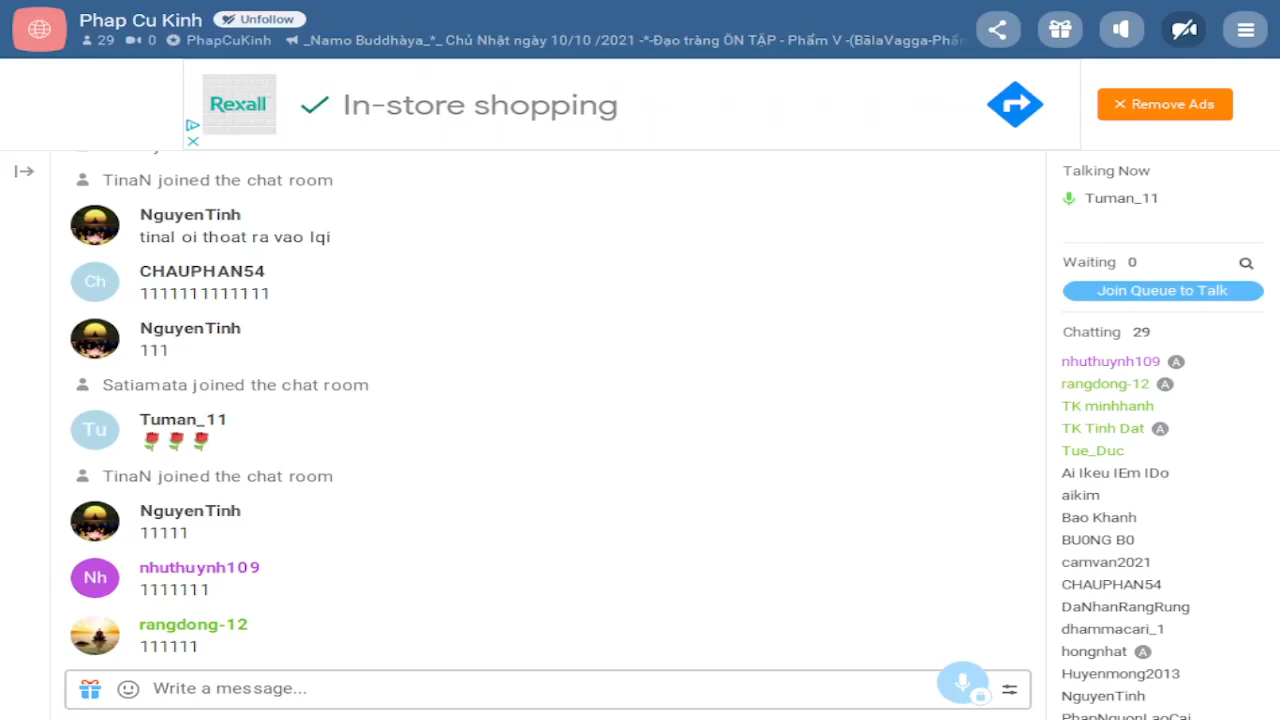 Phap Cu Kinh Unfollow
29 0 PhapCuKinh _Namo Buddhàya_*_ Chủ Nhật ngày 10/10 /2021 -*-Đạo tràng ÔN TẬP - Phẩm V -(BālaVagga-Phẩm
Rexall
In-store shopping
Remove Ads
TinaN joined the chat room
NguyenTinh
tinal oi thoat ra vao lqi
CHAUPHAN54
1111111111111
NguyenTinh
111
Satiamata joined the chat room
Tuman_11
TinaN joined the chat room
NguyenTinh
11111
nhuthuynh109
1111111
rangdong-12
111111
Write a message...
Ch
Tu
Nh
Talking Now
Tuman_11
Waiting 0
Join Queue to Talk
Chatting 29
nhuthuynh109 A
rangdong-12 A
TK minhhanh
TK Tinh Dat A
Tue_Duc
Ai Ikeu IEm IDo
aikim
Bao Khanh
BU0NG B0
camvan2021
CHAUPHAN54
DaNhanRangRung
dhammacari_1
hongnhat A
Huyenmong2013
NguyenTinh
PhapNguonLaoCai